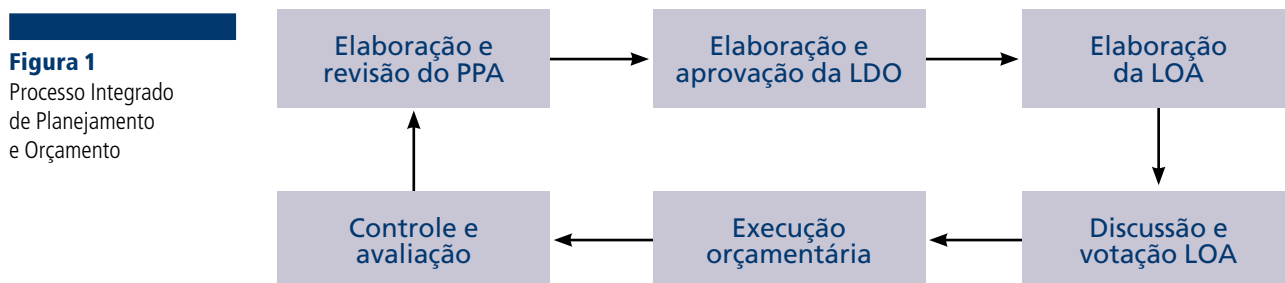 Figura 1
Processo Integrado
de Planejamento
e Orçamento
Elaboração e
revisão do PPA
Elaboração e
aprovação da LDO
Elaboração
da LOA
Discussão e
votação LOA
Execução
orçamentária
Controle e
avaliação